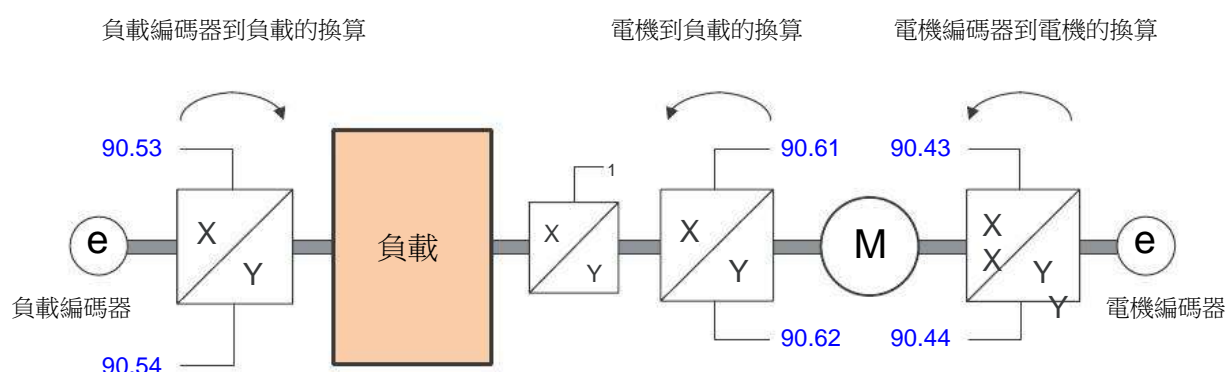 負載編碼器到負載的換算
電機到負載的換算
電機編碼器到電機的換算
90.53
90.61
90.43
1
X
Y
X
Y
X
Y
X
X
Y
Y
e
負載
M
e
負載編碼器
電機編碼器
90.54
90.62
90.44